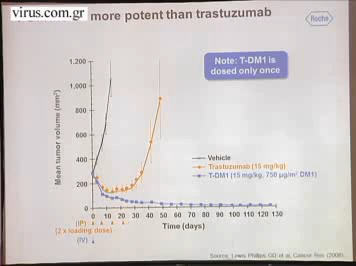 virus.com.gr
more potent than trastuzumab
Roche
Note: T-DM1 is
dosed only once
Mean tumor volume (mm³)
1.200
1.000
800
600
400
200
0
0 10 20 30 40 50 60 70 80 90 100 110 120 130
Time (days)
Vehicle
Trastuzumab (15 mg/kg)
T-DM1 (15 mg/kg, 750 µg/m² DM1)
(IP)
(2 x loading dose)
(IV)
Source: Lewis Phillips GD et al, Cancer Res (2008)